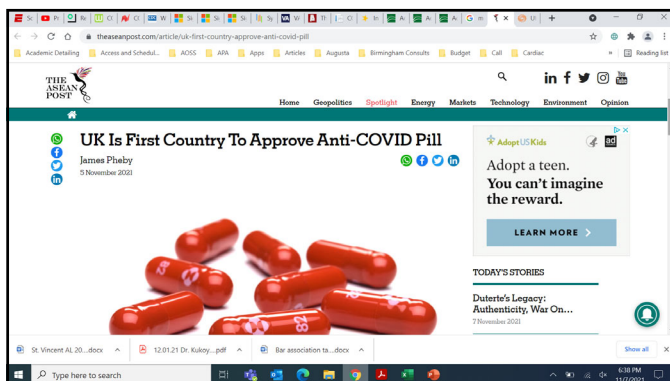 theaseanpost.com/article/uk-first-country-approve-anti-covid-pill
Academic Detailing
Access and Schedul...
AOSS
APA
Apps
Articles
Augusta
Birmingham Consults
Budget
Call
Cardiac
»
Reading list
THE
ASEAN
POST
Home Geopolitics Spotlight Energy Markets Technology Environment Opinion
UK Is First Country To Approve Anti-COVID Pill
James Pheby
5 November 2021
AdoptUSKids
ad
Adopt a teen.
You can't imagine
the reward.
LEARN MORE >
TODAY'S STORIES
Duterte's Legacy:
Authenticity, War On...
7 November 2021
82
St. Vincent AL 20....docx
12.01.21 Dr. Kukoy....pdf
Bar association ta....docx
Show all
Type here to search
6:38 PM
11/7/2021